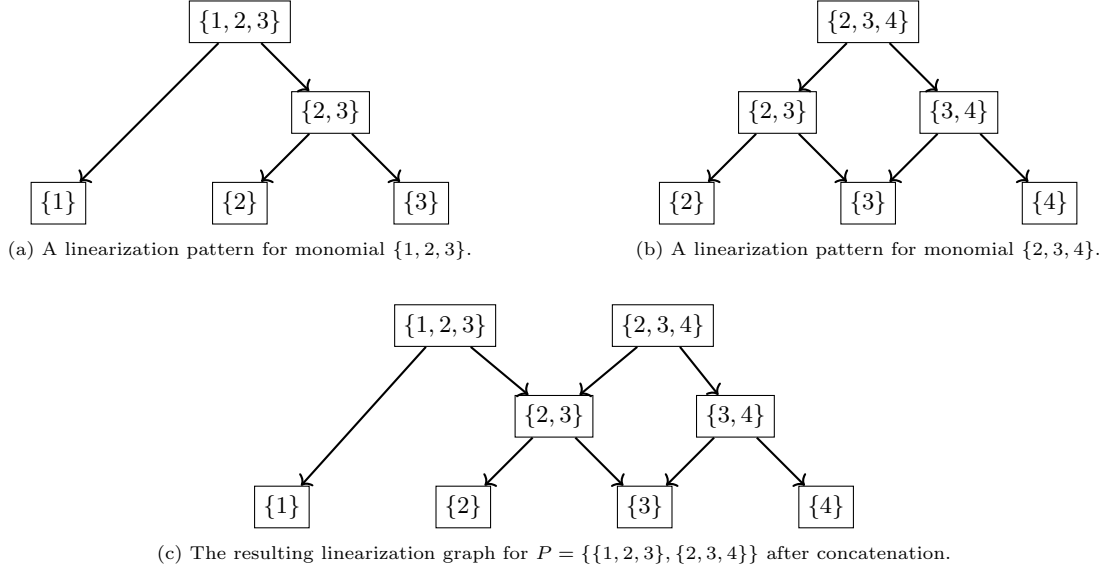 {1, 2, 3}
{2, 3}
{1}
{2}
{3}
(a) A linearization pattern for monomial {1, 2, 3}.
{2, 3, 4}
{2, 3}
{3, 4}
{2}
{3}
{4}
(b) A linearization pattern for monomial {2, 3, 4}.
{1, 2, 3}
{2, 3, 4}
{2, 3}
{3, 4}
{1}
{2}
{3}
{4}
(c) The resulting linearization graph for P = {{1, 2, 3}, {2, 3, 4}} after concatenation.